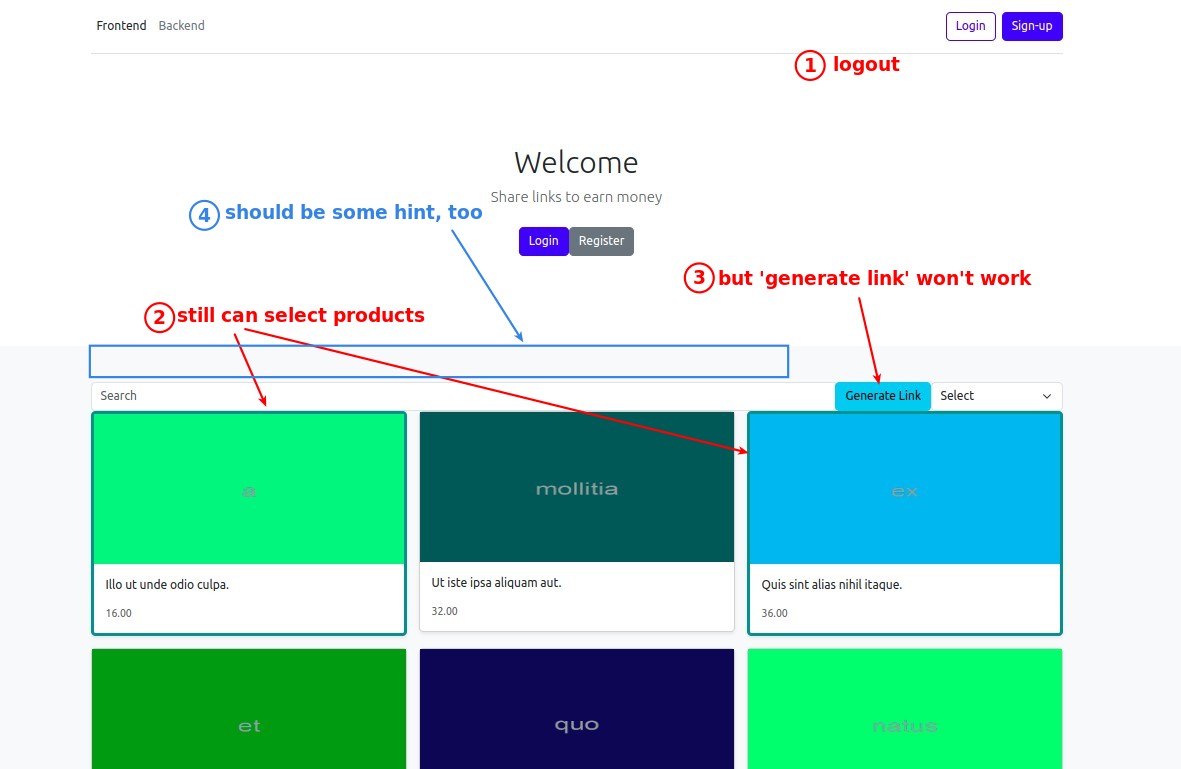 Frontend Backend Login Sign-up
1 logout
Welcome
Share links to earn money
4 should be some hint, too
Login Register
3 but 'generate link' won't work
2 still can select products
Search Generate Link Select
a mollitia ex
Illo ut unde odio culpa. Ut iste ipsa aliquam aut. Quis sint alias nihil itaque.
16.00 32.00 36.00
et quo natus